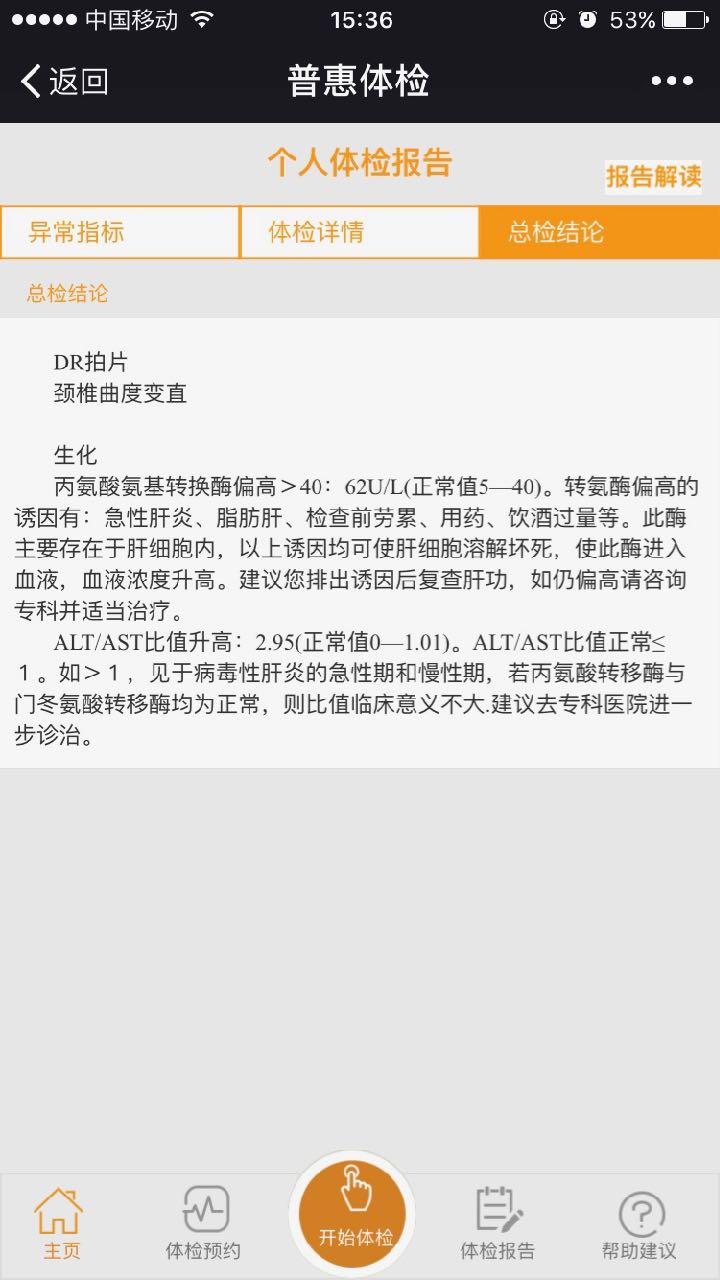 中国移动 15:36 53%
返回 普惠体检
个人体检报告
报告解读
异常指标 体检详情 总检结论
总检结论
DR拍片
颈椎曲度变直
生化
丙氨酸氨基转换酶偏高＞40：62U/L(正常值5—40)。转氨酶偏高的
诱因有：急性肝炎、脂肪肝、检查前劳累、用药、饮酒过量等。此酶
主要存在于肝细胞内，以上诱因均可使肝细胞溶解坏死，使此酶进入
血液，血液浓度升高。建议您排出诱因后复查肝功，如仍偏高请咨询
专科并适当治疗。
ALT/AST比值升高：2.95(正常值0—1.01)。ALT/AST比值正常≤
１。如＞１，见于病毒性肝炎的急性期和慢性期，若丙氨酸转移酶与
门冬氨酸转移酶均为正常，则比值临床意义不大.建议去专科医院进一
步诊治。
主页 体检预约 开始体检 体检报告 帮助建议